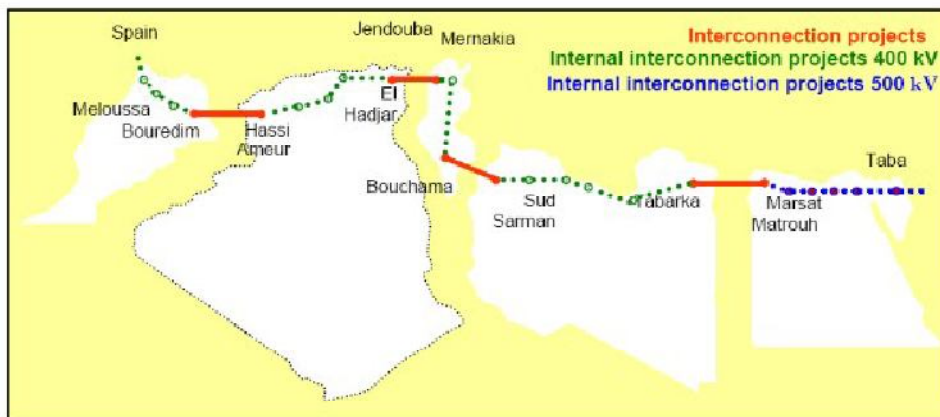 Spain
Jendouba
Mernakia
Interconnection projects
Internal interconnection projects 400 kV
Internal interconnection projects 500 kV
Meloussa
Bouredim
Hassi
Ameur
El
Hadjar
Bouchama
Sud
Sarman
Tabarka
Taba
Marsat
Matrouh